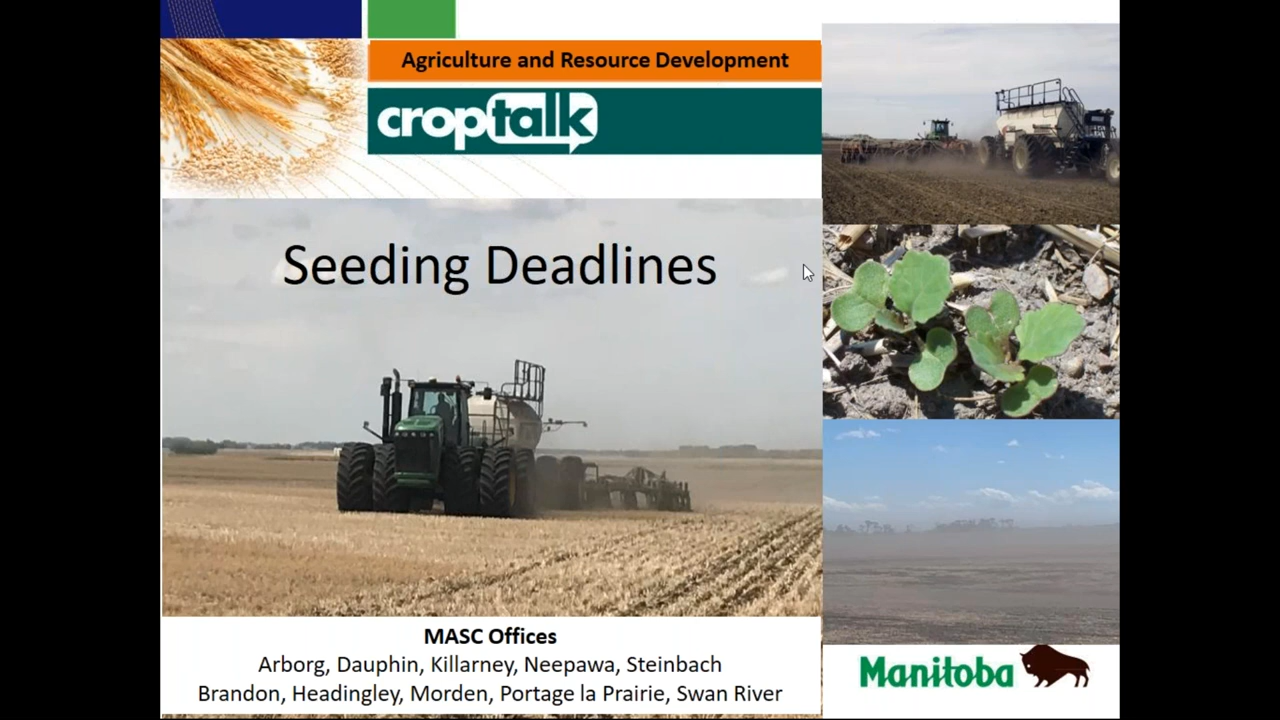 Agriculture and Resource Development
croptalk
Seeding Deadlines
MASC Offices
Arborg, Dauphin, Killarney, Neepawa, Steinbach
Brandon, Headingley, Morden, Portage la Prairie, Swan River
Manitoba